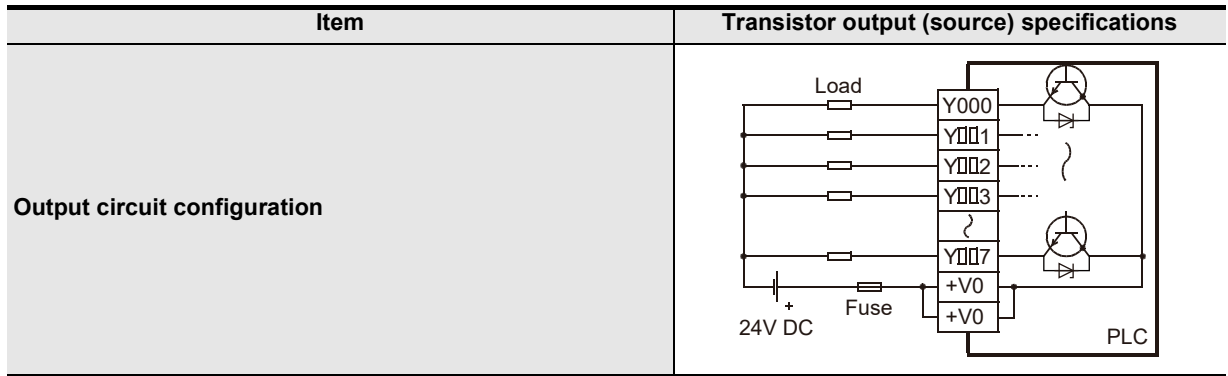 Item
Transistor output (source) specifications
Output circuit configuration
Load
Y000
Y▯▯1
Y▯▯2
Y▯▯3
Y▯▯7
+V0
+V0
Fuse
+
24V DC
PLC